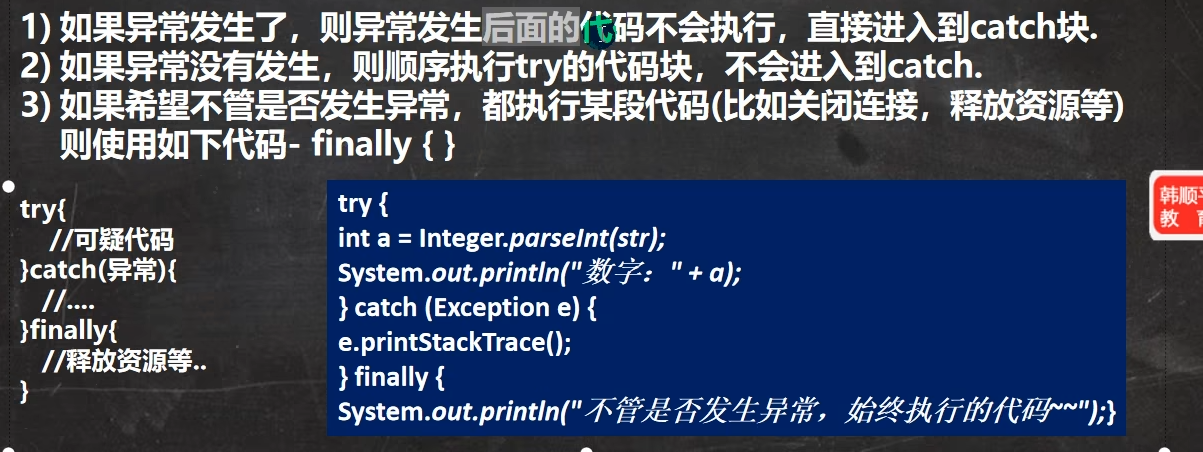 1) 如果异常发生了，则异常发生后面的代码不会执行，直接进入到catch块.
2) 如果异常没有发生，则顺序执行try的代码块，不会进入到catch.
3) 如果希望不管是否发生异常，都执行某段代码(比如关闭连接，释放资源等)
则使用如下代码- finally { }
try{
//可疑代码
}catch(异常){
//....
}finally{
//释放资源等..
}
try {
int a = Integer.parseInt(str);
System.out.println("数字：" + a);
} catch (Exception e) {
e.printStackTrace();
} finally {
System.out.println("不管是否发生异常，始终执行的代码~~");}
韩顺平
教 育